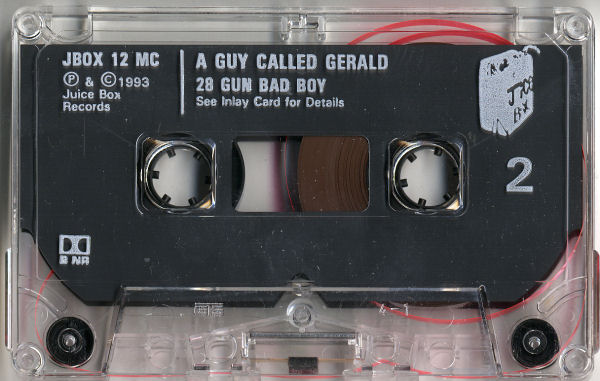 JBOX 12 MC
Ⓟ & ©1993
Juice Box
Records
A GUY CALLED GERALD
28 GUN BAD BOY
See Inlay Card for Details
2
B NR